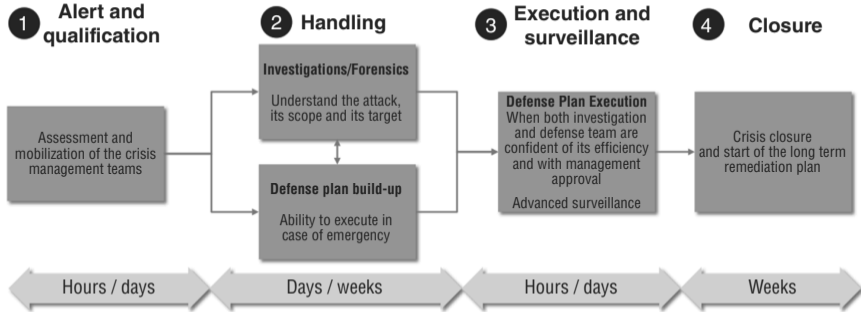 1 Alert and
qualification
2 Handling
3 Execution and
surveillance
4 Closure
Assessment and
mobilization of the crisis
management teams
Investigations/Forensics
Understand the attack,
its scope and its target
Defense plan build-up
Ability to execute in
case of emergency
Defense Plan Execution
When both investigation
and defense team are
confident of its efficiency
and with management
approval
Advanced surveillance
Crisis closure
and start of the long term
remediation plan
Hours / days
Days / weeks
Hours / days
Weeks